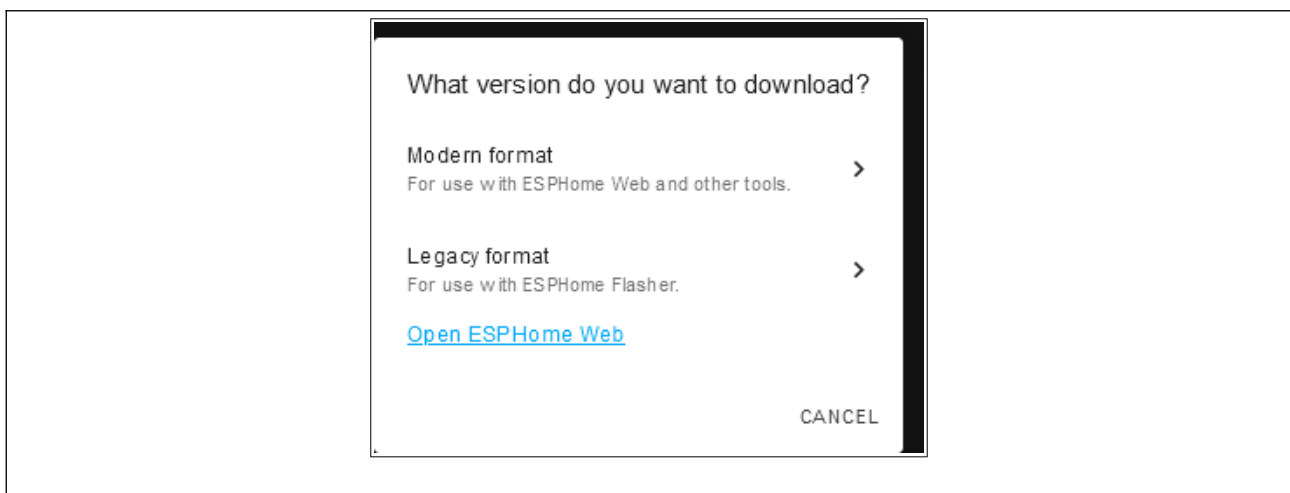 What version do you want to download?
Modern format
For use with ESPHome Web and other tools.
Legacy format
For use with ESPHome Flasher.
Open ESPHome Web
CANCEL